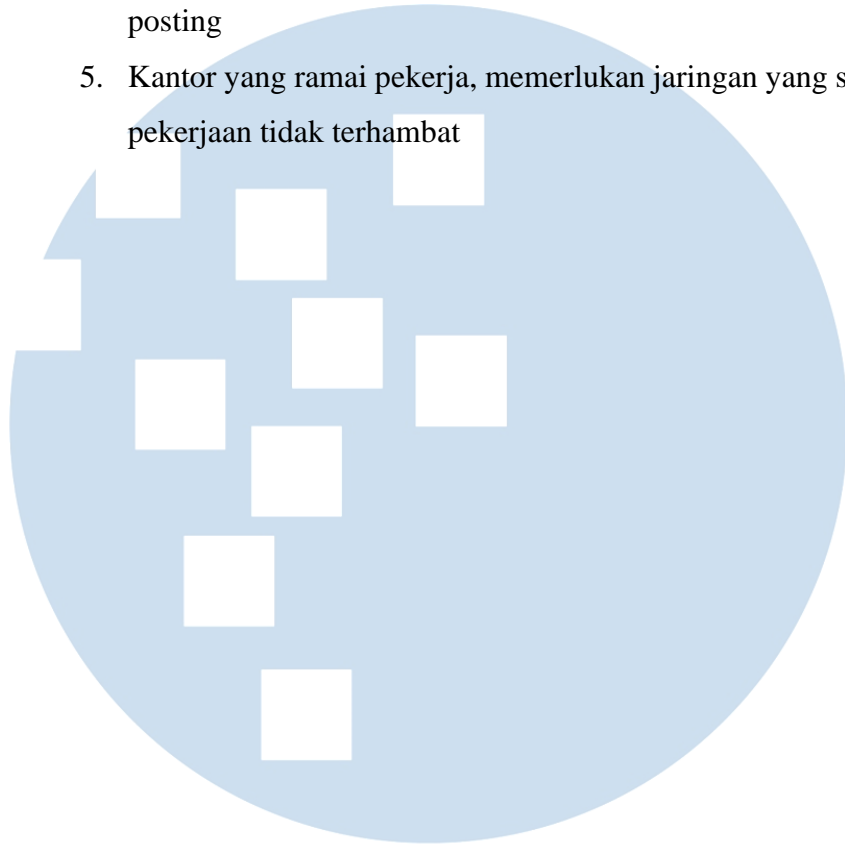 posting
5. Kantor yang ramai pekerja, memerlukan jaringan yang
pekerjaan tidak terhambat